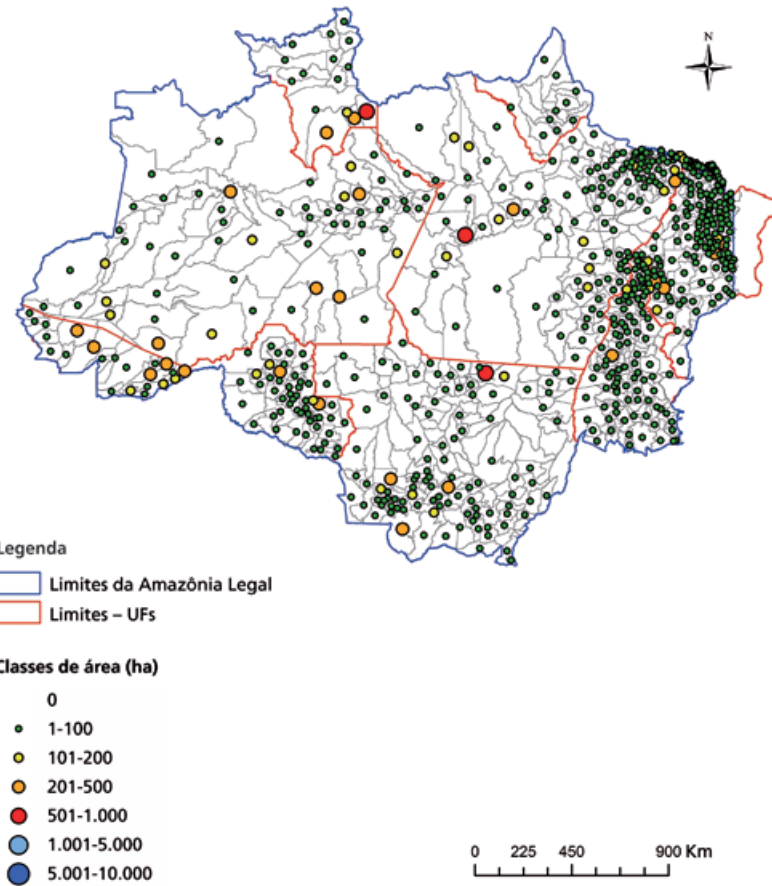 N
Legenda
Limites da Amazônia Legal
Limites – UFs
Classes de área (ha)
0
1-100
101-200
201-500
501-1.000
1.001-5.000
5.001-10.000
0 225 450 900 Km